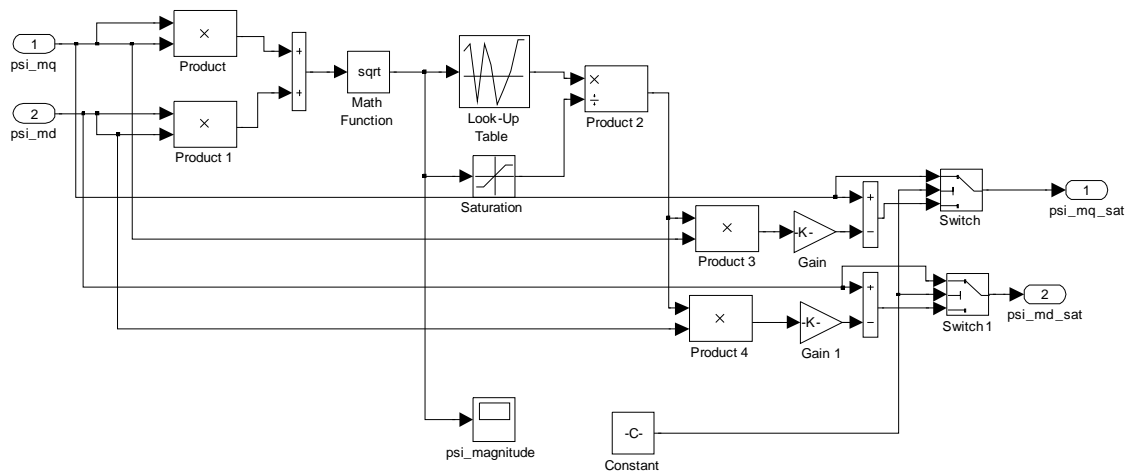 1
psi_mq
×
Product
+
+
sqrt
Math
Function
Look-Up
Table
×
÷
Product 2
2
psi_md
×
Product 1
Saturation
+
−
Switch
1
psi_mq_sat
×
Product 3
-K-
Gain
+
−
Switch 1
2
psi_md_sat
×
Product 4
-K-
Gain 1
psi_magnitude
-C-
Constant